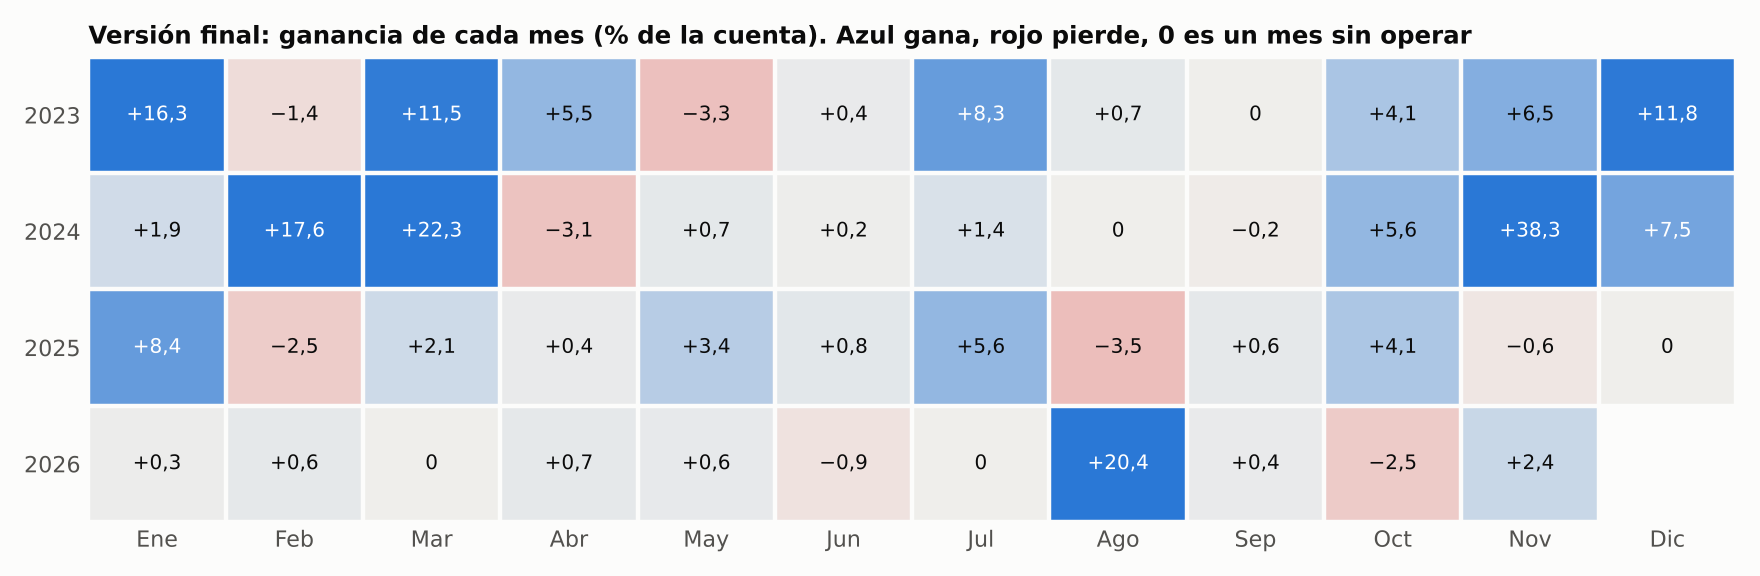 Versión final: ganancia de cada mes (% de la cuenta). Azul gana, rojo pierde, 0 es un mes sin operar
2023 +16,3 −1,4 +11,5 +5,5 −3,3 +0,4 +8,3 +0,7 0 +4,1 +6,5 +11,8
2024 +1,9 +17,6 +22,3 −3,1 +0,7 +0,2 +1,4 0 −0,2 +5,6 +38,3 +7,5
2025 +8,4 −2,5 +2,1 +0,4 +3,4 +0,8 +5,6 −3,5 +0,6 +4,1 −0,6 0
2026 +0,3 +0,6 0 +0,7 +0,6 −0,9 0 +20,4 +0,4 −2,5 +2,4
Ene Feb Mar Abr May Jun Jul Ago Sep Oct Nov Dic